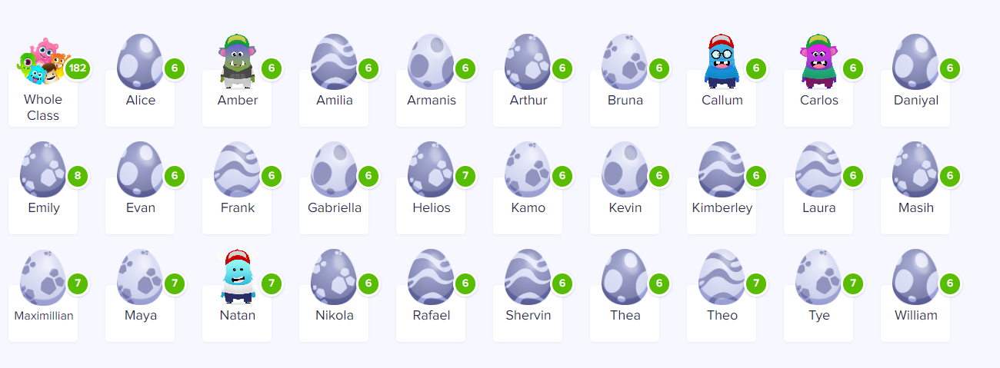 182 6 6 6 6 6 6 6 6 6
Whole Alice Amber Amilia Armanis Arthur Bruna Callum Carlos Daniyal
Class
8 6 6 6 7 6 6 6 6 6
Emily Evan Frank Gabriella Helios Kamo Kevin Kimberley Laura Masih
7 7 7 6 6 6 6 7 7 6
Maximillian Maya Natan Nikola Rafael Shervin Thea Theo Tye William